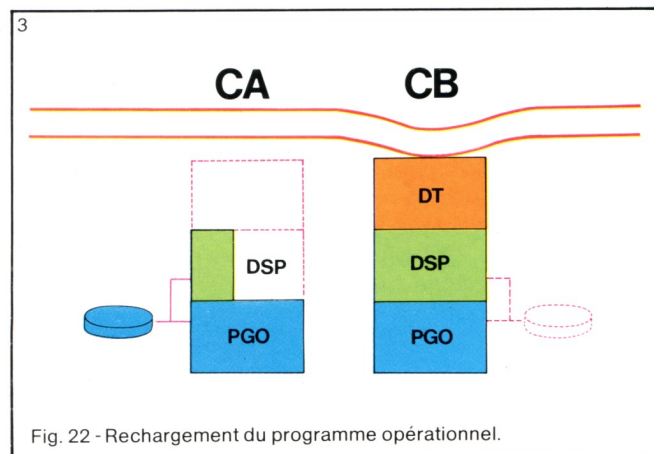 3
CA
CB
DT
DSP
DSP
PGO
PGO
Fig. 22 - Rechargement du programme opérationnel.